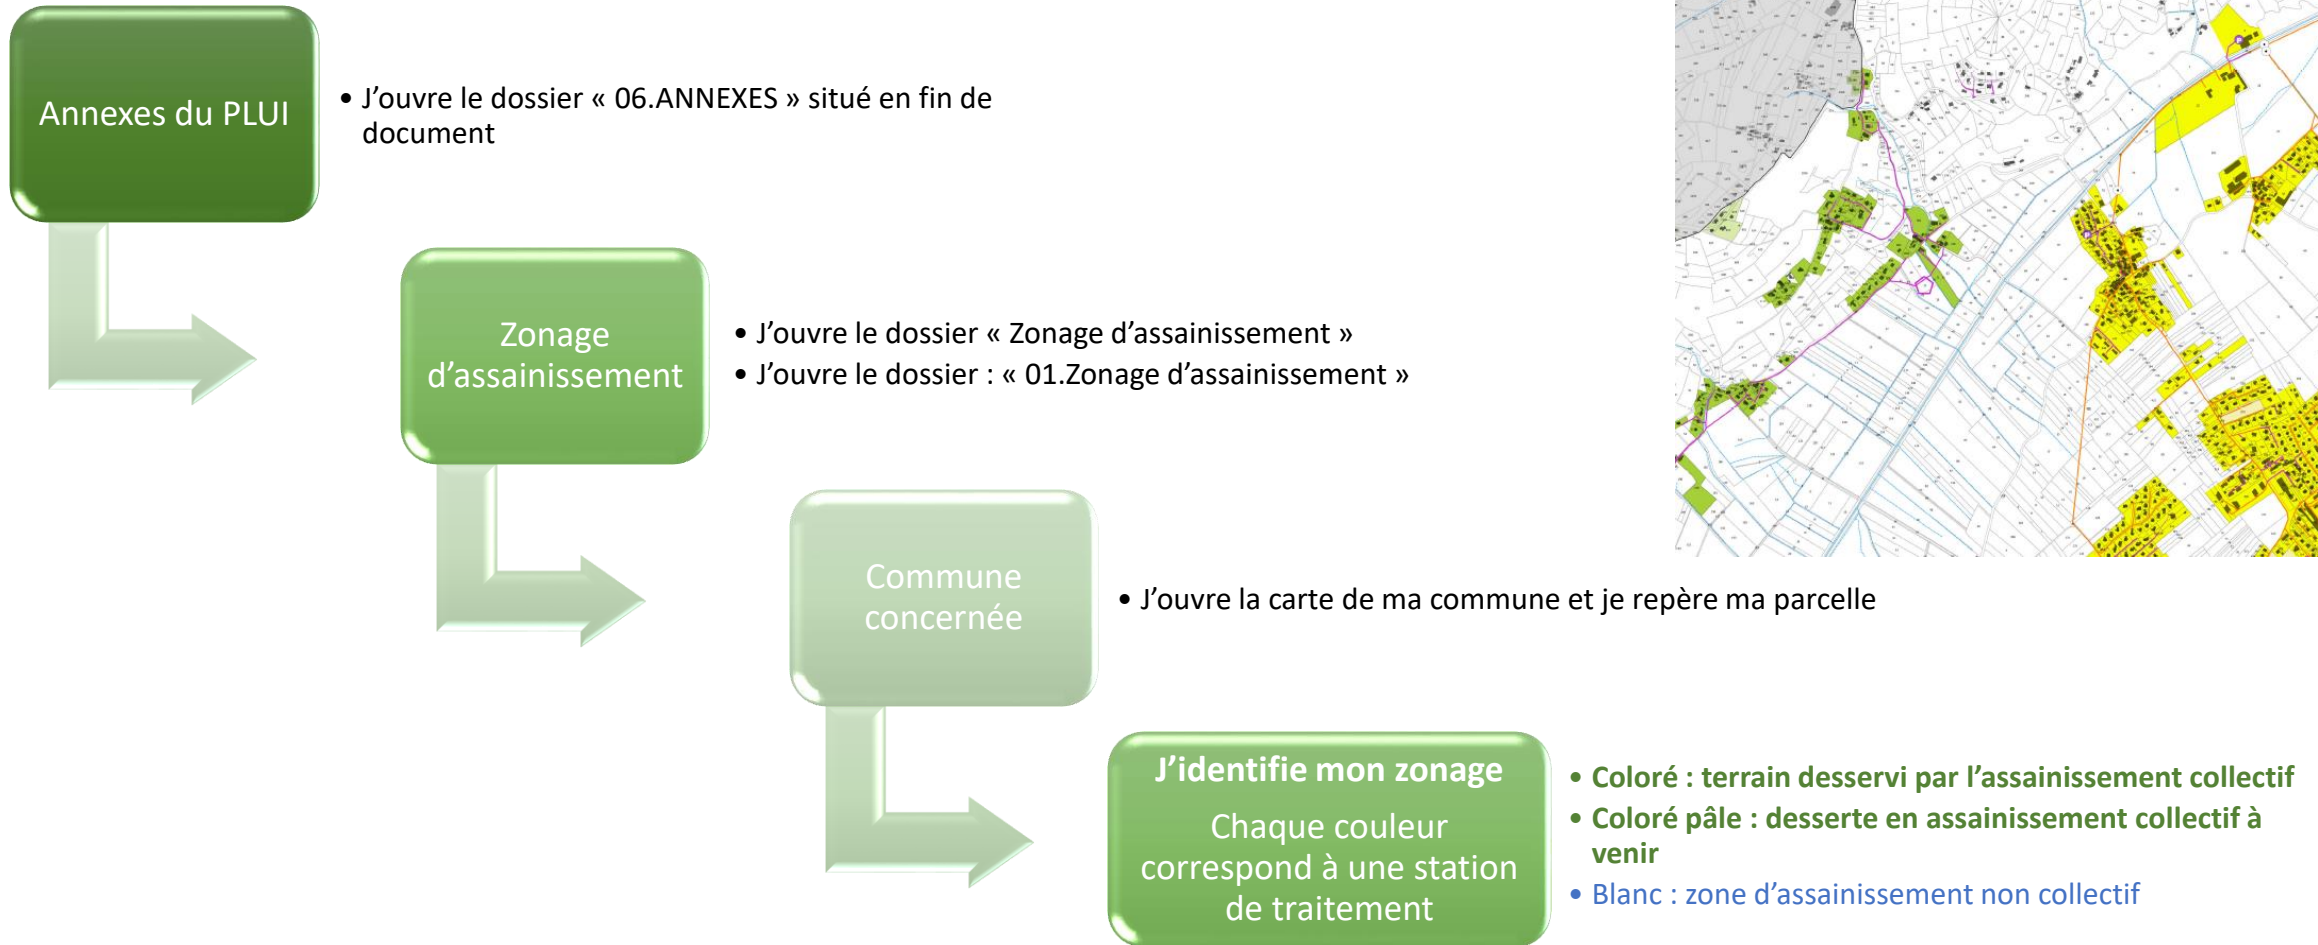 Annexes du PLUI
• J’ouvre le dossier « 06.ANNEXES » situé en fin de
document
Zonage
d’assainissement
• J’ouvre le dossier « Zonage d’assainissement »
• J’ouvre le dossier : « 01.Zonage d’assainissement »
Commune
concernée
• J’ouvre la carte de ma commune et je repère ma parcelle
J’identifie mon zonage
Chaque couleur
correspond à une station
de traitement
• Coloré : terrain desservi par l’assainissement collectif
• Coloré pâle : desserte en assainissement collectif à
venir
• Blanc : zone d’assainissement non collectif